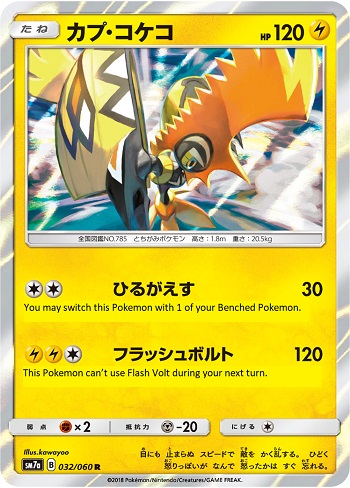 たね カプ・コケコ HP 120
全国図鑑NO.785 とちがみポケモン 高さ：1.8m 重さ：20.5kg
ひるがえす 30
You may switch this Pokemon with 1 of your Benched Pokemon.
フラッシュボルト 120
This Pokemon can't use Flash Volt during your next turn.
弱点 ×2 抵抗力 -20 にげる
Illus.kawayoo
sm7a B 032/060 R
目にも 止まらぬ スピードで 敵を かく乱する。 ひどく
怒りっぽいが なんで 怒ったかは すぐ 忘れる。
©2018 Pokémon/Nintendo/Creatures/GAME FREAK.